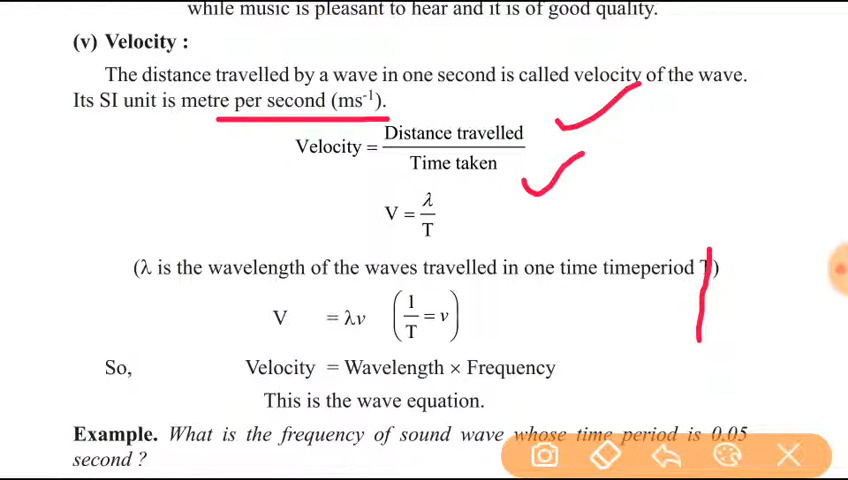 while music is pleasant to hear and it is of good quality.
(v) Velocity :
The distance travelled by a wave in one second is called velocity of the wave.
Its SI unit is metre per second (ms⁻¹).
Velocity = Distance travelled / Time taken
V = λ / T
(λ is the wavelength of the waves travelled in one time timeperiod T)
V = λν (1/T = ν)
So, Velocity = Wavelength × Frequency
This is the wave equation.
Example. What is the frequency of sound wave whose time period is 0.05
second ?